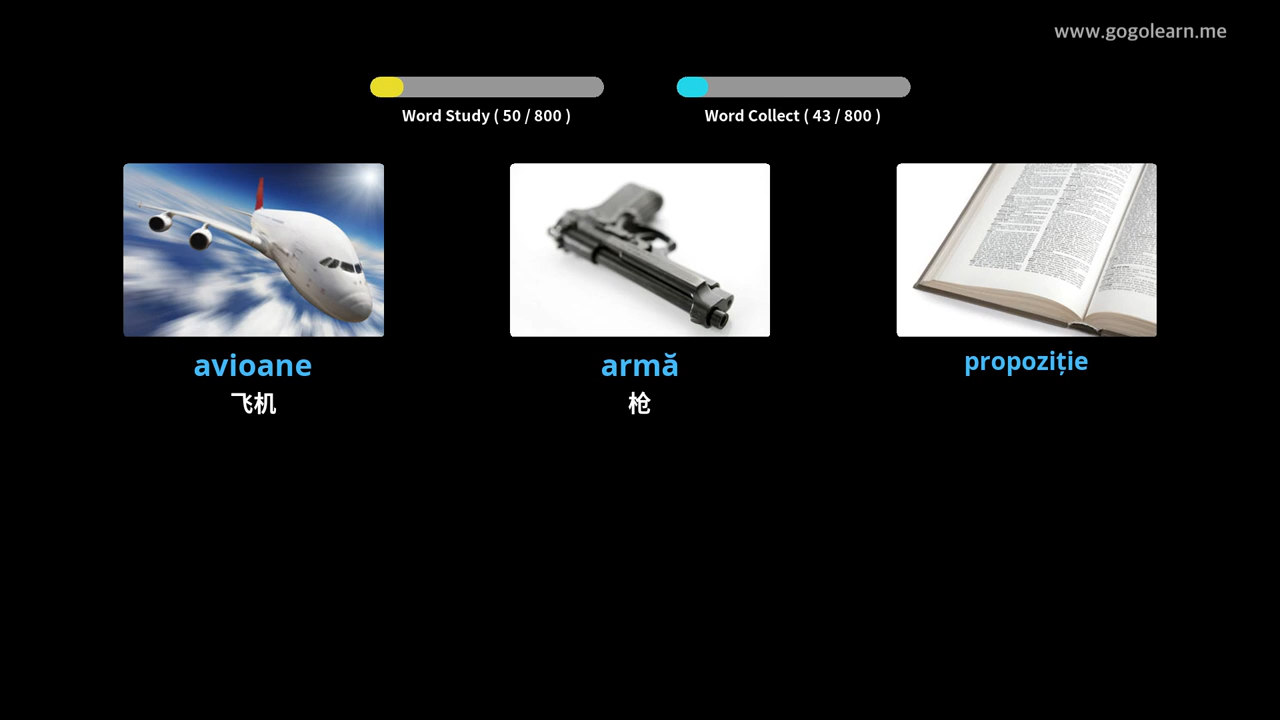 www.gogolearn.me
Word Study ( 50 / 800 )
Word Collect ( 43 / 800 )
avioane
armă
propoziție
飞机
枪